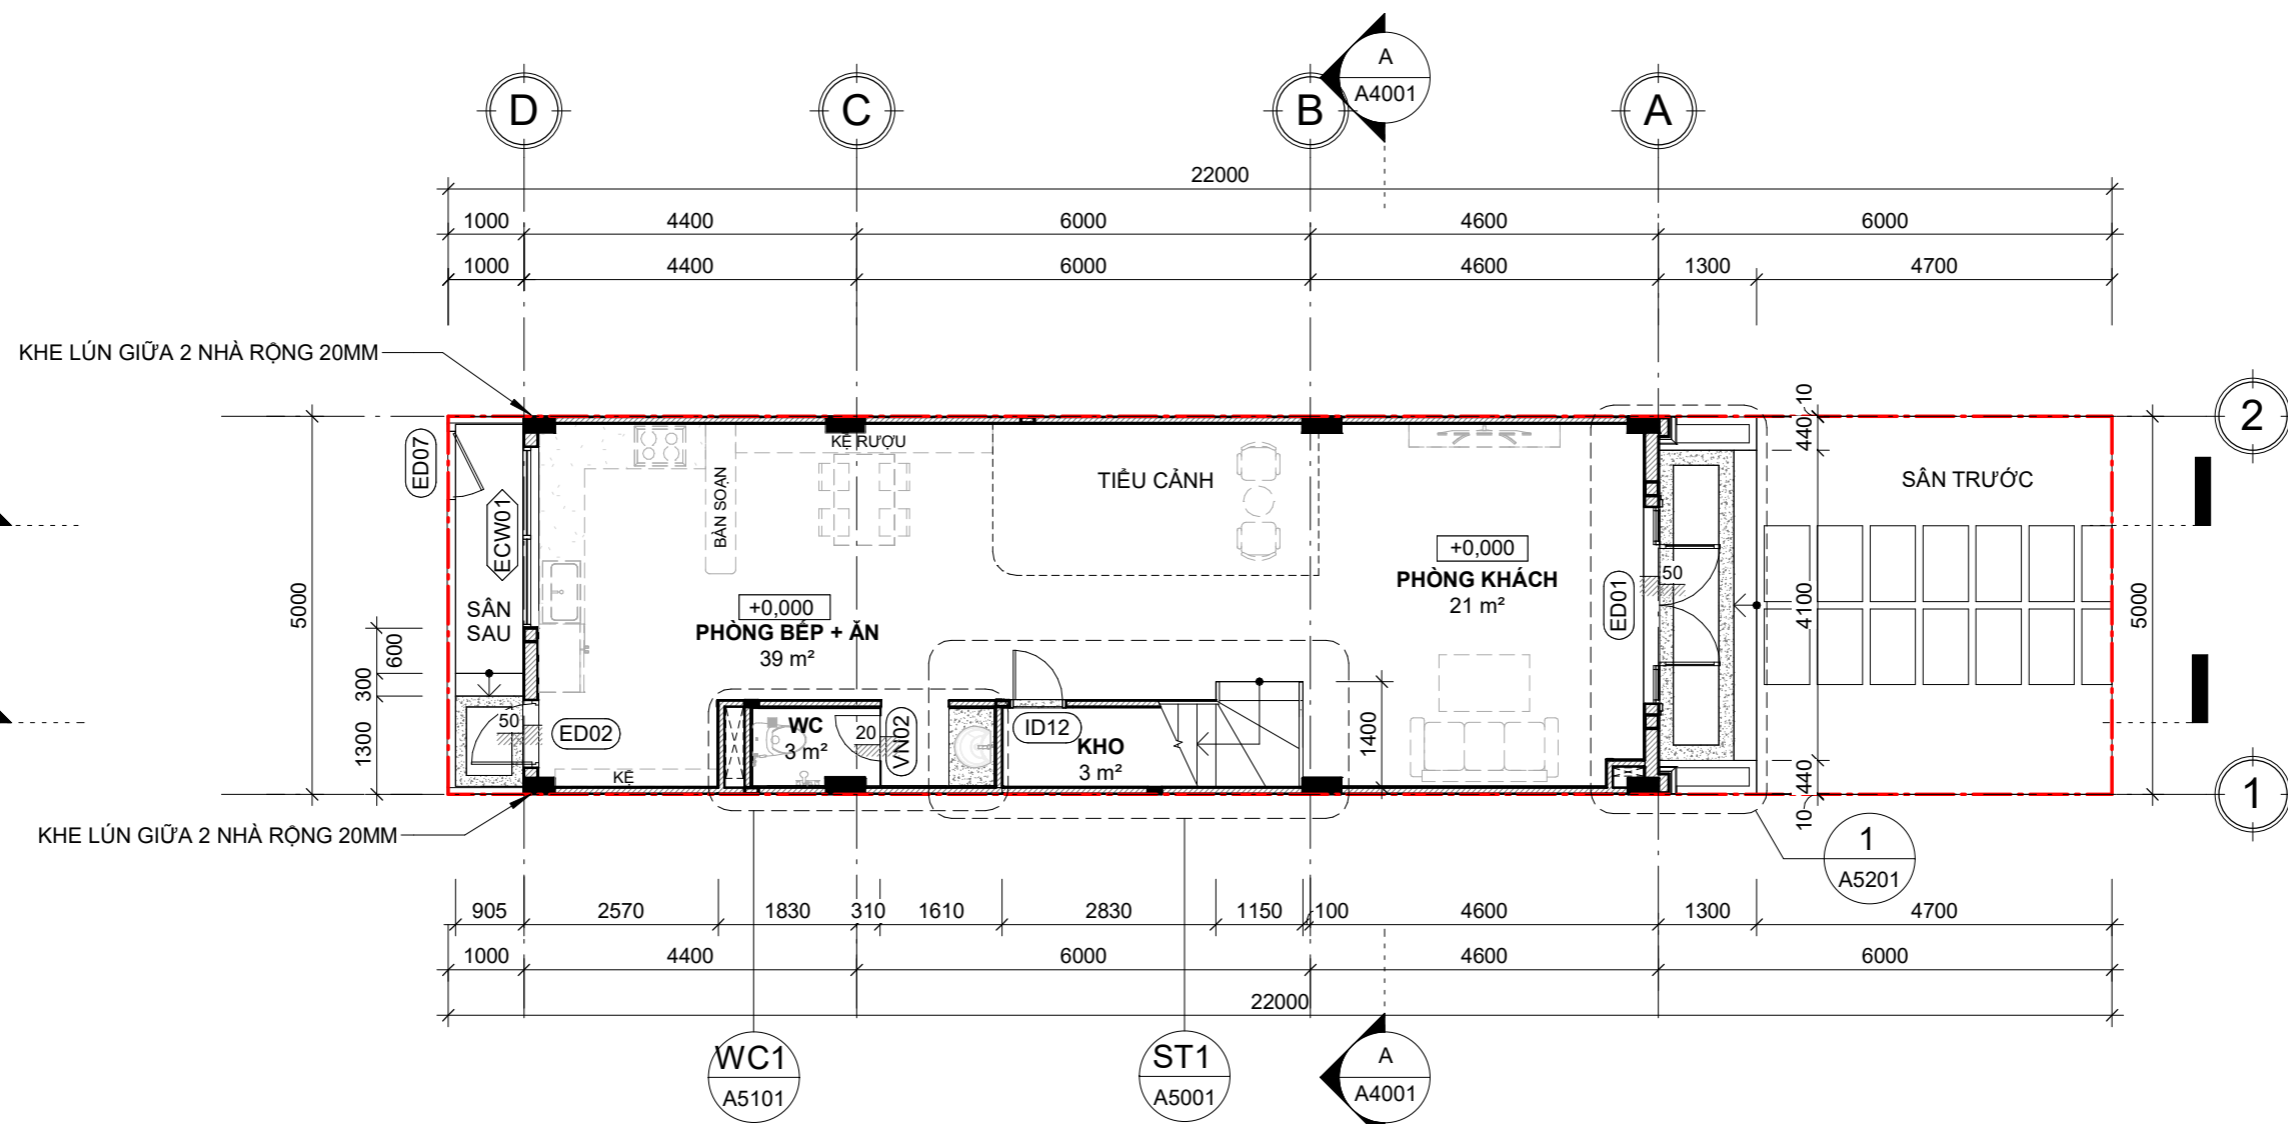 A
A4001
D
C
B
A
22000
1000
4400
6000
4600
6000
1000
4400
6000
4600
1300
4700
KHE LÚN GIỮA 2 NHÀ RỘNG 20MM
2
ED07
ECW01
KỆ RƯỢU
BÀN SOẠN
TIỂU CẢNH
SÂN TRƯỚC
440
10
5000
+0,000
PHÒNG KHÁCH
21 m²
ED01
50
4100
5000
SÂN
SAU
+0,000
PHÒNG BẾP + ĂN
39 m²
600
300
1300
50
ED02
KỆ
WC
3 m²
20
VN02
ID12
KHO
3 m²
1400
440
10
1
KHE LÚN GIỮA 2 NHÀ RỘNG 20MM
1
A5201
905
2570
1830
310
1610
2830
1150
100
4600
1300
4700
1000
4400
6000
4600
6000
22000
WC1
A5101
ST1
A5001
A
A4001